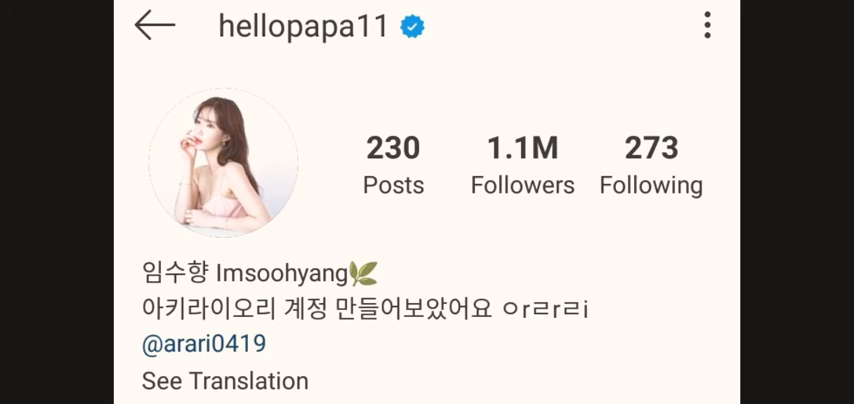 hellopapa11
230 1.1M 273
Posts Followers Following
임수향 Imsoohyang🌿
아키라이오리 계정 만들어보았어요 ㅇrㄹrㄹi
@arari0419
See Translation